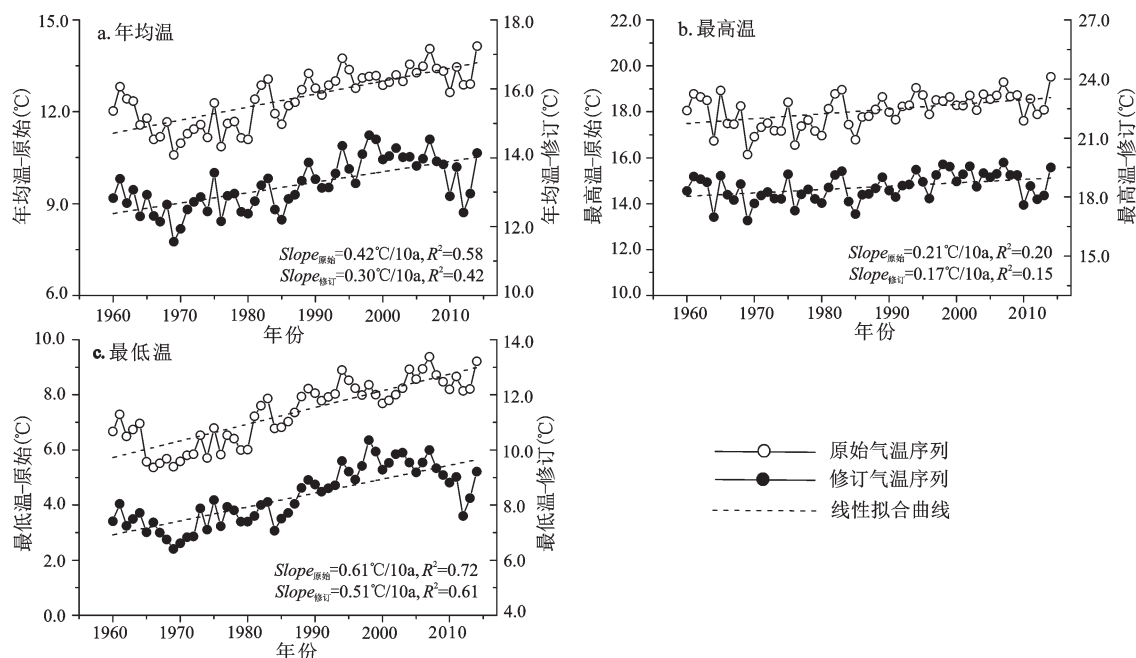 a. 年均温
年均温-原始(℃)
15.0
12.0
9.0
6.0
18.0
16.0
14.0
12.0
10.0
年均温-修订(℃)
Slope原始=0.42℃/10a, R²=0.58
Slope修订=0.30℃/10a, R²=0.42
1960 1970 1980 1990 2000 2010
年份
b. 最高温
最高温-原始(℃)
22.0
20.0
18.0
16.0
14.0
12.0
10.0
27.0
24.0
21.0
18.0
15.0
最高温-修订(℃)
Slope原始=0.21℃/10a, R²=0.20
Slope修订=0.17℃/10a, R²=0.15
1960 1970 1980 1990 2000 2010
年份
c. 最低温
最低温-原始(℃)
10.0
8.0
6.0
4.0
2.0
0.0
14.0
12.0
10.0
8.0
6.0
4.0
最低温-修订(℃)
Slope原始=0.61℃/10a, R²=0.72
Slope修订=0.51℃/10a, R²=0.61
1960 1970 1980 1990 2000 2010
年份
原始气温序列
修订气温序列
线性拟合曲线